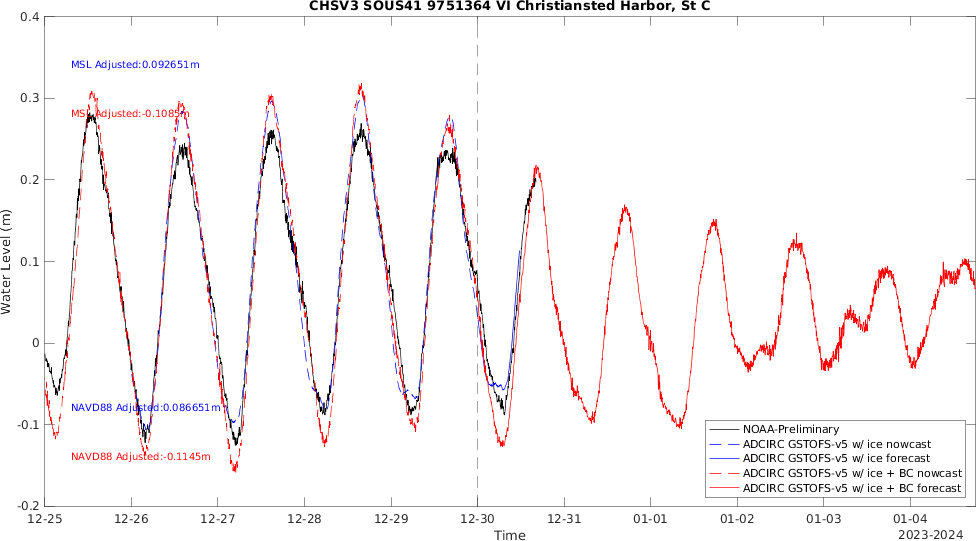 CHSV3 SOUS41 9751364 VI Christiansted Harbor, St C
0.4
0.3
0.2
0.1
0
-0.1
-0.2
Water Level (m)
MSL Adjusted:0.092651m
MSL Adjusted:-0.1085m
NAVD88 Adjusted:0.086651m
NAVD88 Adjusted:-0.1145m
NOAA-Preliminary
ADCIRC GSTOFS-v5 w/ ice nowcast
ADCIRC GSTOFS-v5 w/ ice forecast
ADCIRC GSTOFS-v5 w/ ice + BC nowcast
ADCIRC GSTOFS-v5 w/ ice + BC forecast
12-25 12-26 12-27 12-28 12-29 12-30 12-31 01-01 01-02 01-03 01-04
Time
2023-2024